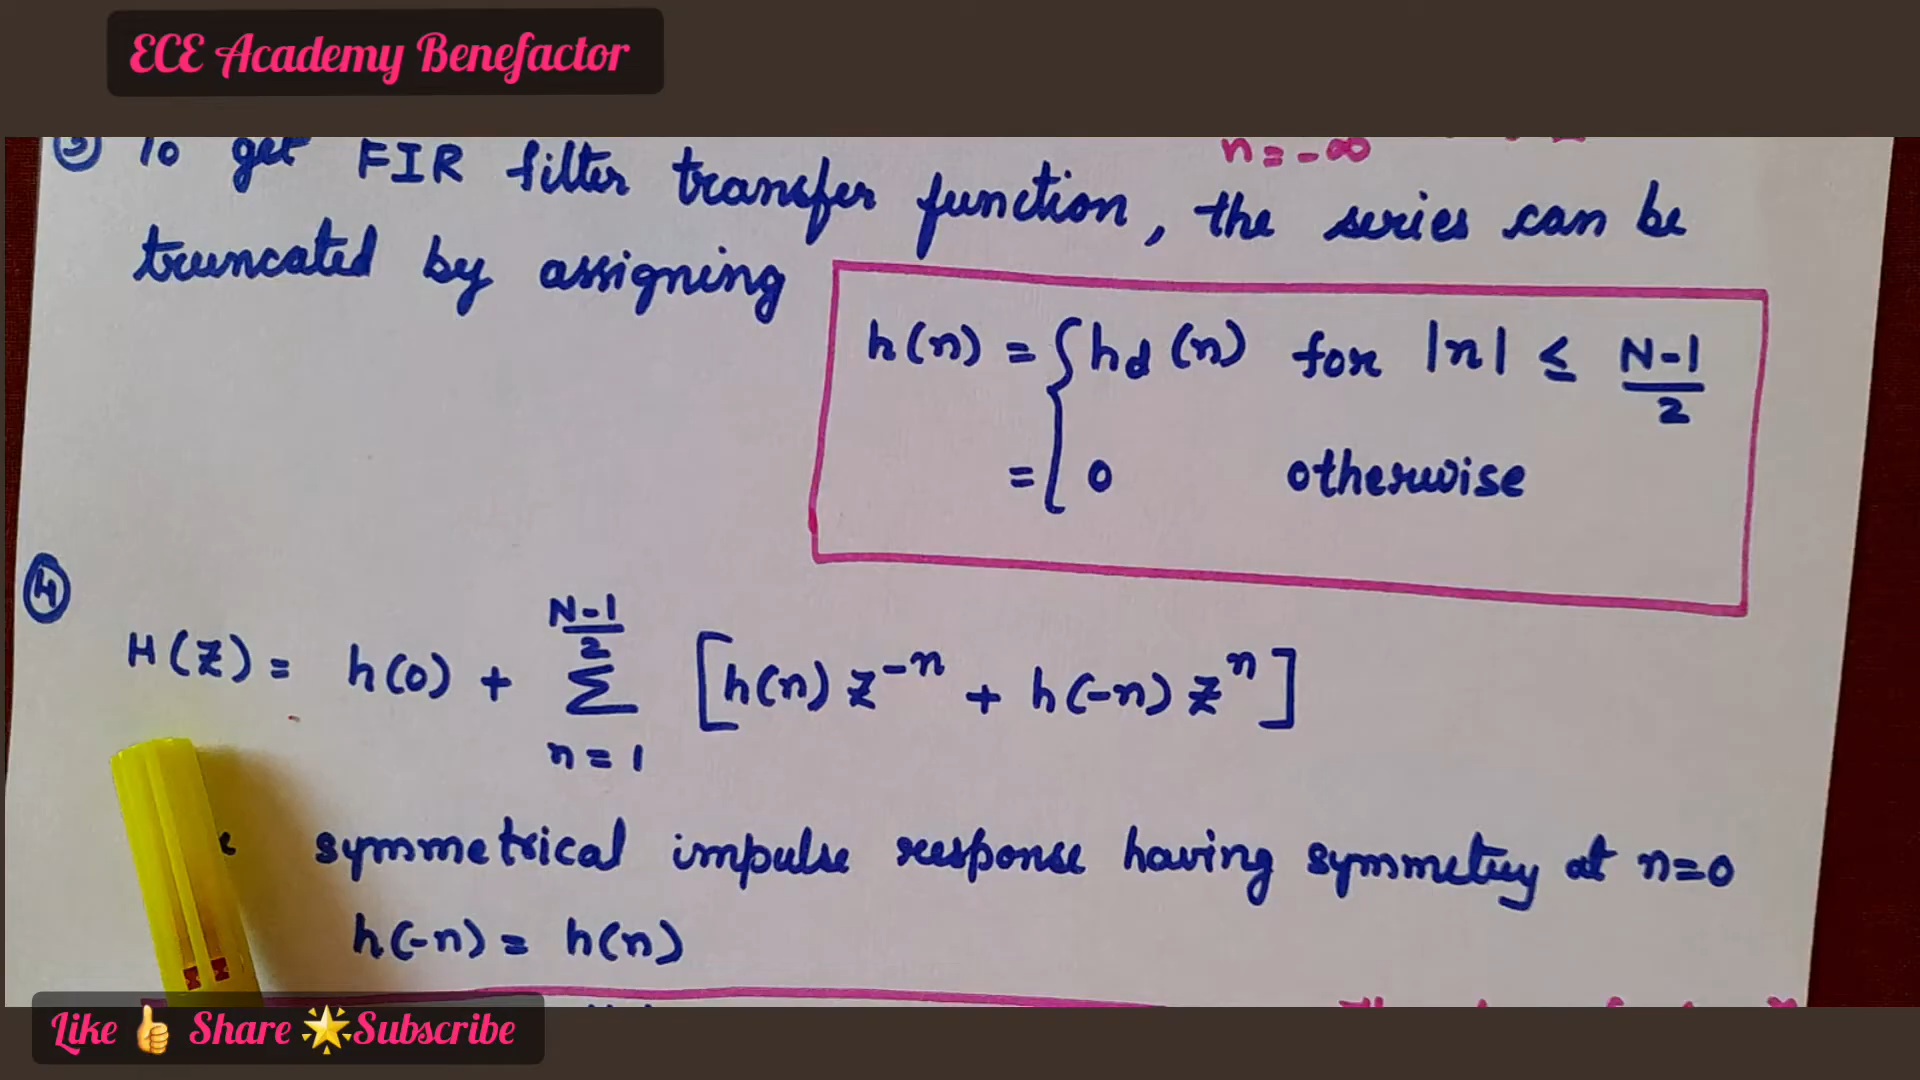 ECE Academy Benefactor
n = -∞
③ To get FIR filter transfer function, the series can be
truncated by assigning
h(n) = { hd (n) for |n| ≤ N-1/2
= { 0 otherwise
④
H(Z) = h(0) + Σ_{n=1}^{N-1/2} [h(n) z^{-n} + h(-n) z^{n}]
symmetrical impulse response having symmetry at n=0
h(-n) = h(n)
Like 👍 Share 🌟Subscribe